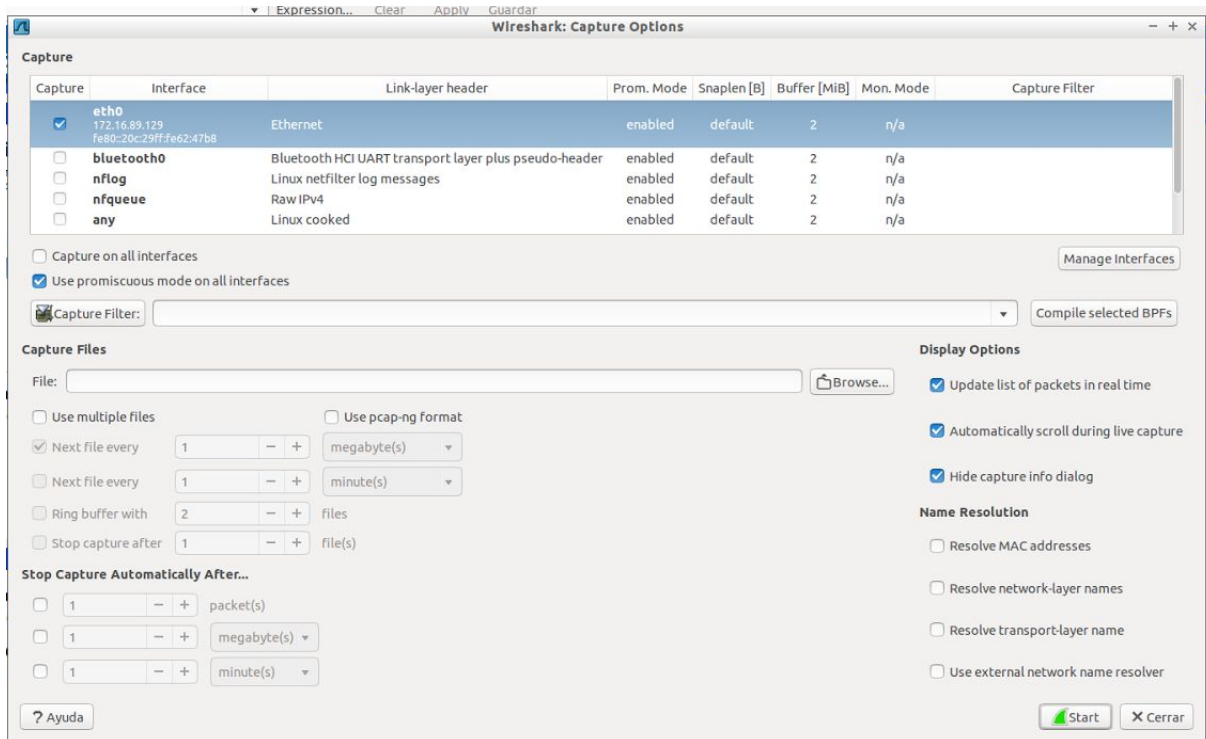 Expression... Clear Apply Guardar
Wireshark: Capture Options
Capture
Capture Interface Link-layer header Prom. Mode Snaplen [B] Buffer [MiB] Mon. Mode Capture Filter
eth0
172.16.89.129
fe80::20c:29ff:fe62:47b8
Ethernet enabled default 2 n/a
bluetooth0 Bluetooth HCI UART transport layer plus pseudo-header enabled default 2 n/a
nflog Linux netfilter log messages enabled default 2 n/a
nfqueue Raw IPv4 enabled default 2 n/a
any Linux cooked enabled default 2 n/a
Capture on all interfaces
Manage Interfaces
Use promiscuous mode on all interfaces
Capture Filter: Compile selected BPFs
Capture Files
File: Browse...
Use multiple files Use pcap-ng format
Next file every 1 megabyte(s)
Next file every 1 minute(s)
Ring buffer with 2 files
Stop capture after 1 file(s)
Stop Capture Automatically After...
1 packet(s)
1 megabyte(s)
1 minute(s)
Display Options
Update list of packets in real time
Automatically scroll during live capture
Hide capture info dialog
Name Resolution
Resolve MAC addresses
Resolve network-layer names
Resolve transport-layer name
Use external network name resolver
Ayuda Start Cerrar